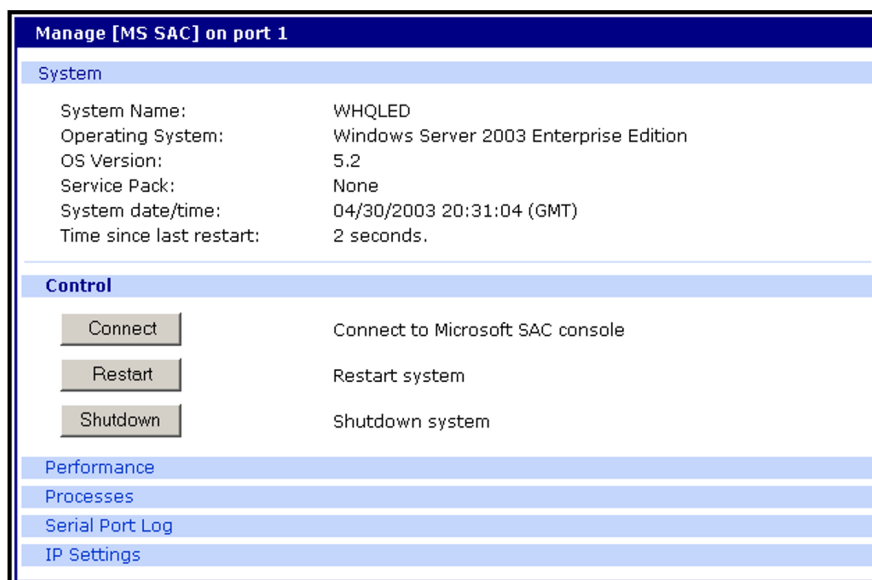 Manage [MS SAC] on port 1
System
System Name: WHQLED
Operating System: Windows Server 2003 Enterprise Edition
OS Version: 5.2
Service Pack: None
System date/time: 04/30/2003 20:31:04 (GMT)
Time since last restart: 2 seconds.
Control
Connect Connect to Microsoft SAC console
Restart Restart system
Shutdown Shutdown system
Performance
Processes
Serial Port Log
IP Settings